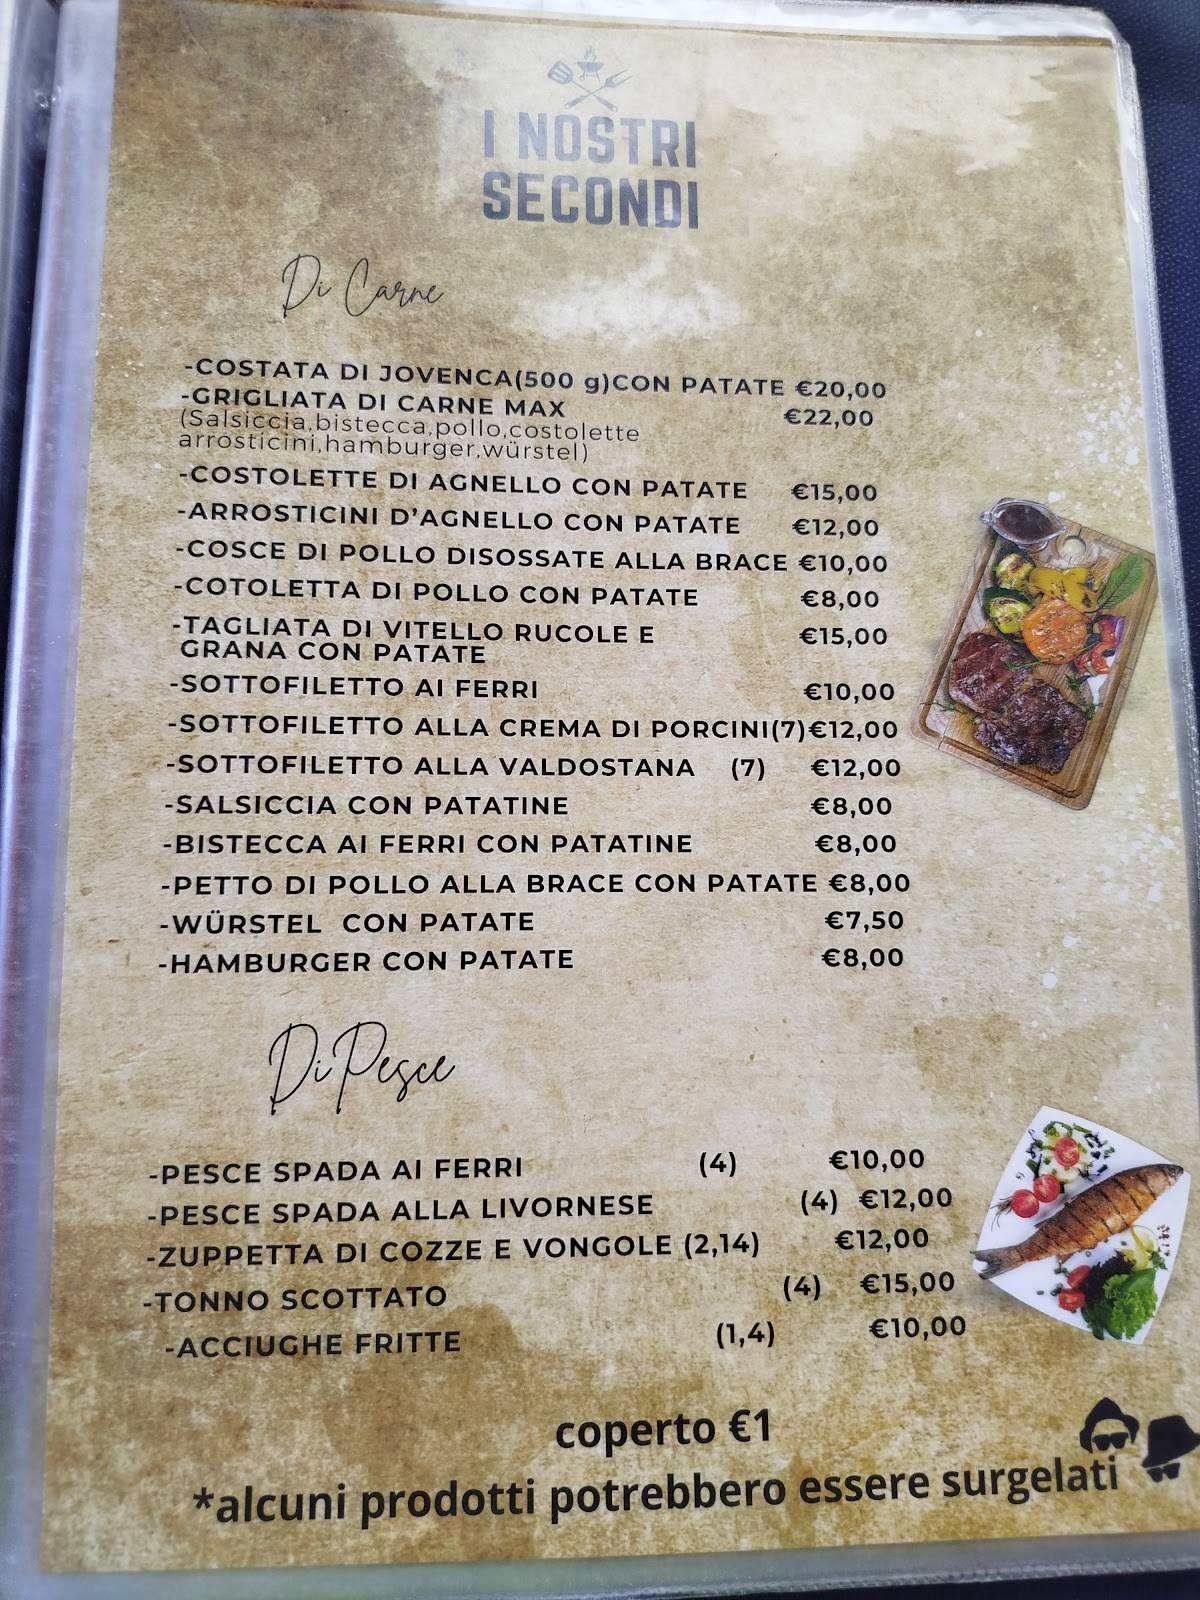 I NOSTRI
SECONDI
Di Carne
-COSTATA DI JOVENCA(500 g)CON PATATE €20,00
-GRIGLIATA DI CARNE MAX €22,00
(Salsiccia,bistecca,pollo,costolette
arrosticini,hamburger,würstel)
-COSTOLETTE DI AGNELLO CON PATATE €15,00
-ARROSTICINI D'AGNELLO CON PATATE €12,00
-COSCE DI POLLO DISOSSATE ALLA BRACE €10,00
-COTOLETTA DI POLLO CON PATATE €8,00
-TAGLIATA DI VITELLO RUCOLE E €15,00
GRANA CON PATATE
-SOTTOFILETTO AI FERRI €10,00
-SOTTOFILETTO ALLA CREMA DI PORCINI(7)€12,00
-SOTTOFILETTO ALLA VALDOSTANA (7) €12,00
-SALSICCIA CON PATATINE €8,00
-BISTECCA AI FERRI CON PATATINE €8,00
-PETTO DI POLLO ALLA BRACE CON PATATE €8,00
-WÜRSTEL CON PATATE €7,50
-HAMBURGER CON PATATE €8,00
Di Pesce
-PESCE SPADA AI FERRI (4) €10,00
-PESCE SPADA ALLA LIVORNESE (4) €12,00
-ZUPPETTA DI COZZE E VONGOLE (2,14) €12,00
-TONNO SCOTTATO (4) €15,00
-ACCIUGHE FRITTE (1,4) €10,00
coperto €1
*alcuni prodotti potrebbero essere surgelati